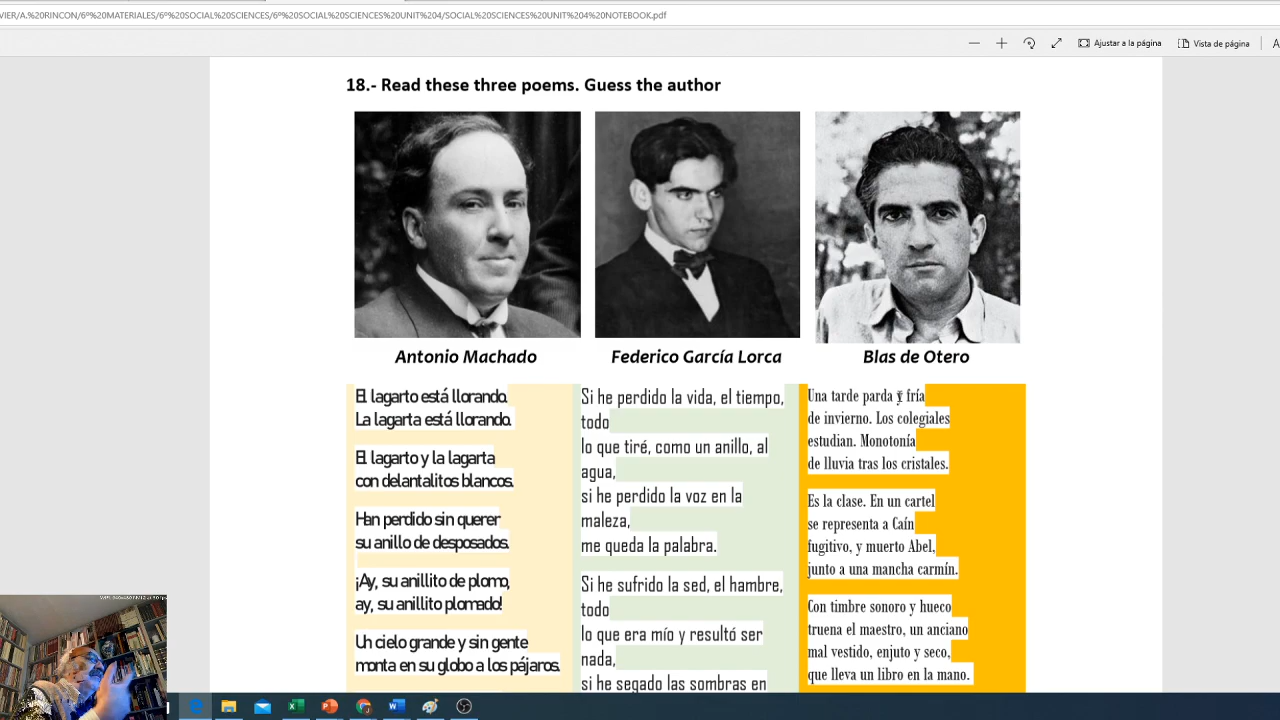 VIER/A.%20RINCON/6º%20MATERIALES/6º%20SOCIAL%20SCIENCES/6º%20SOCIAL%20SCIENCES%20UNIT%204/SOCIAL%20SCIENCES%20UNIT%204%20NOTEBOOK.pdf
Ajustar a la página
Vista de página
A
18.- Read these three poems. Guess the author
Antonio Machado
Federico García Lorca
Blas de Otero
El lagarto está llorando.
La lagarta está llorando.
El lagarto y la lagarta
con delantalitos blancos.
Han perdido sin querer
su anillo de desposados.
¡Ay, su anillito de plomo,
ay, su anillito plomado!
Un cielo grande y sin gente
monta en su globo a los pájaros.
Si he perdido la vida, el tiempo,
todo
lo que tiré, como un anillo, al
agua,
si he perdido la voz en la
maleza,
me queda la palabra.
Si he sufrido la sed, el hambre,
todo
lo que era mío y resultó ser
nada,
si he segado las sombras en
Una tarde parda y fría
de invierno. Los colegiales
estudian. Monotonía
de lluvia tras los cristales.
Es la clase. En un cartel
se representa a Caín
fugitivo, y muerto Abel,
junto a una mancha carmín.
Con timbre sonoro y hueco
truena el maestro, un anciano
mal vestido, enjuto y seco,
que lleva un libro en la mano.